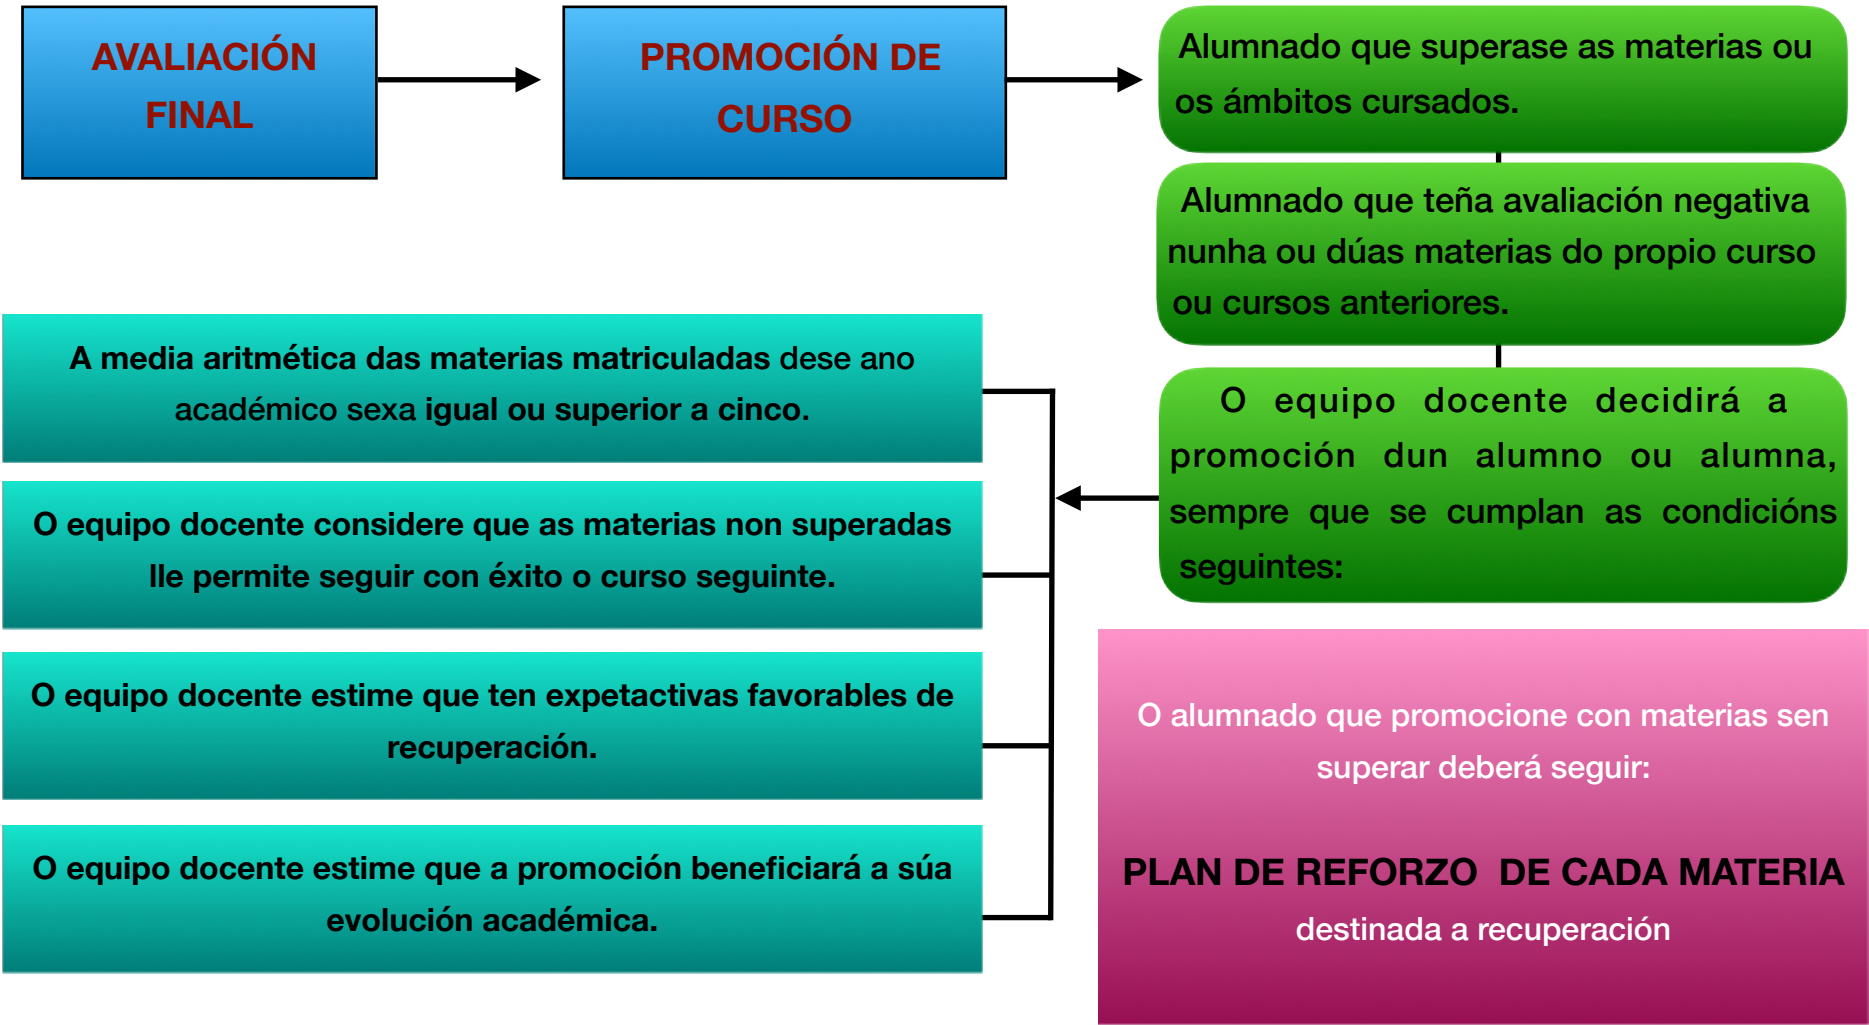 AVALIACIÓN
FINAL
PROMOCIÓN DE
CURSO
Alumnado que superase as materias ou
os ámbitos cursados.
Alumnado que teña avaliación negativa
nunha ou dúas materias do propio curso
ou cursos anteriores.
O equipo docente decidirá a
promoción dun alumno ou alumna,
sempre que se cumplan as condicións
seguintes:
A media aritmética das materias matriculadas dese ano
académico sexa igual ou superior a cinco.
O equipo docente considere que as materias non superadas
lle permite seguir con éxito o curso seguinte.
O equipo docente estime que ten expetactivas favorables de
recuperación.
O equipo docente estime que a promoción beneficiará a súa
evolución académica.
O alumnado que promocione con materias sen
superar deberá seguir:
PLAN DE REFORZO DE CADA MATERIA
destinada a recuperación